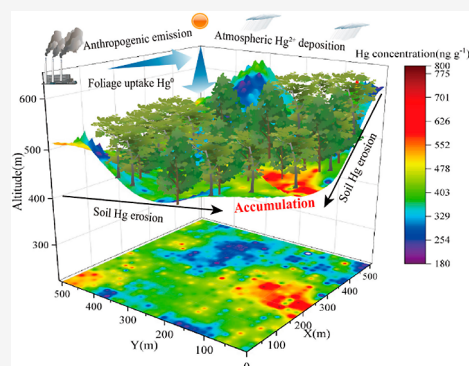 Anthropogenic emission
Atmospheric Hg²⁺ deposition
Hg concentration(ng g⁻¹)
Foliage uptake Hg⁰
800
775
701
626
552
478
403
329
254
180
600
500
400
300
Altitude(m)
Soil Hg erosion
Accumulation
Soil Hg erosion
500
400
300
200
100
0
Y(m)
100
200
300
400
500
X(m)